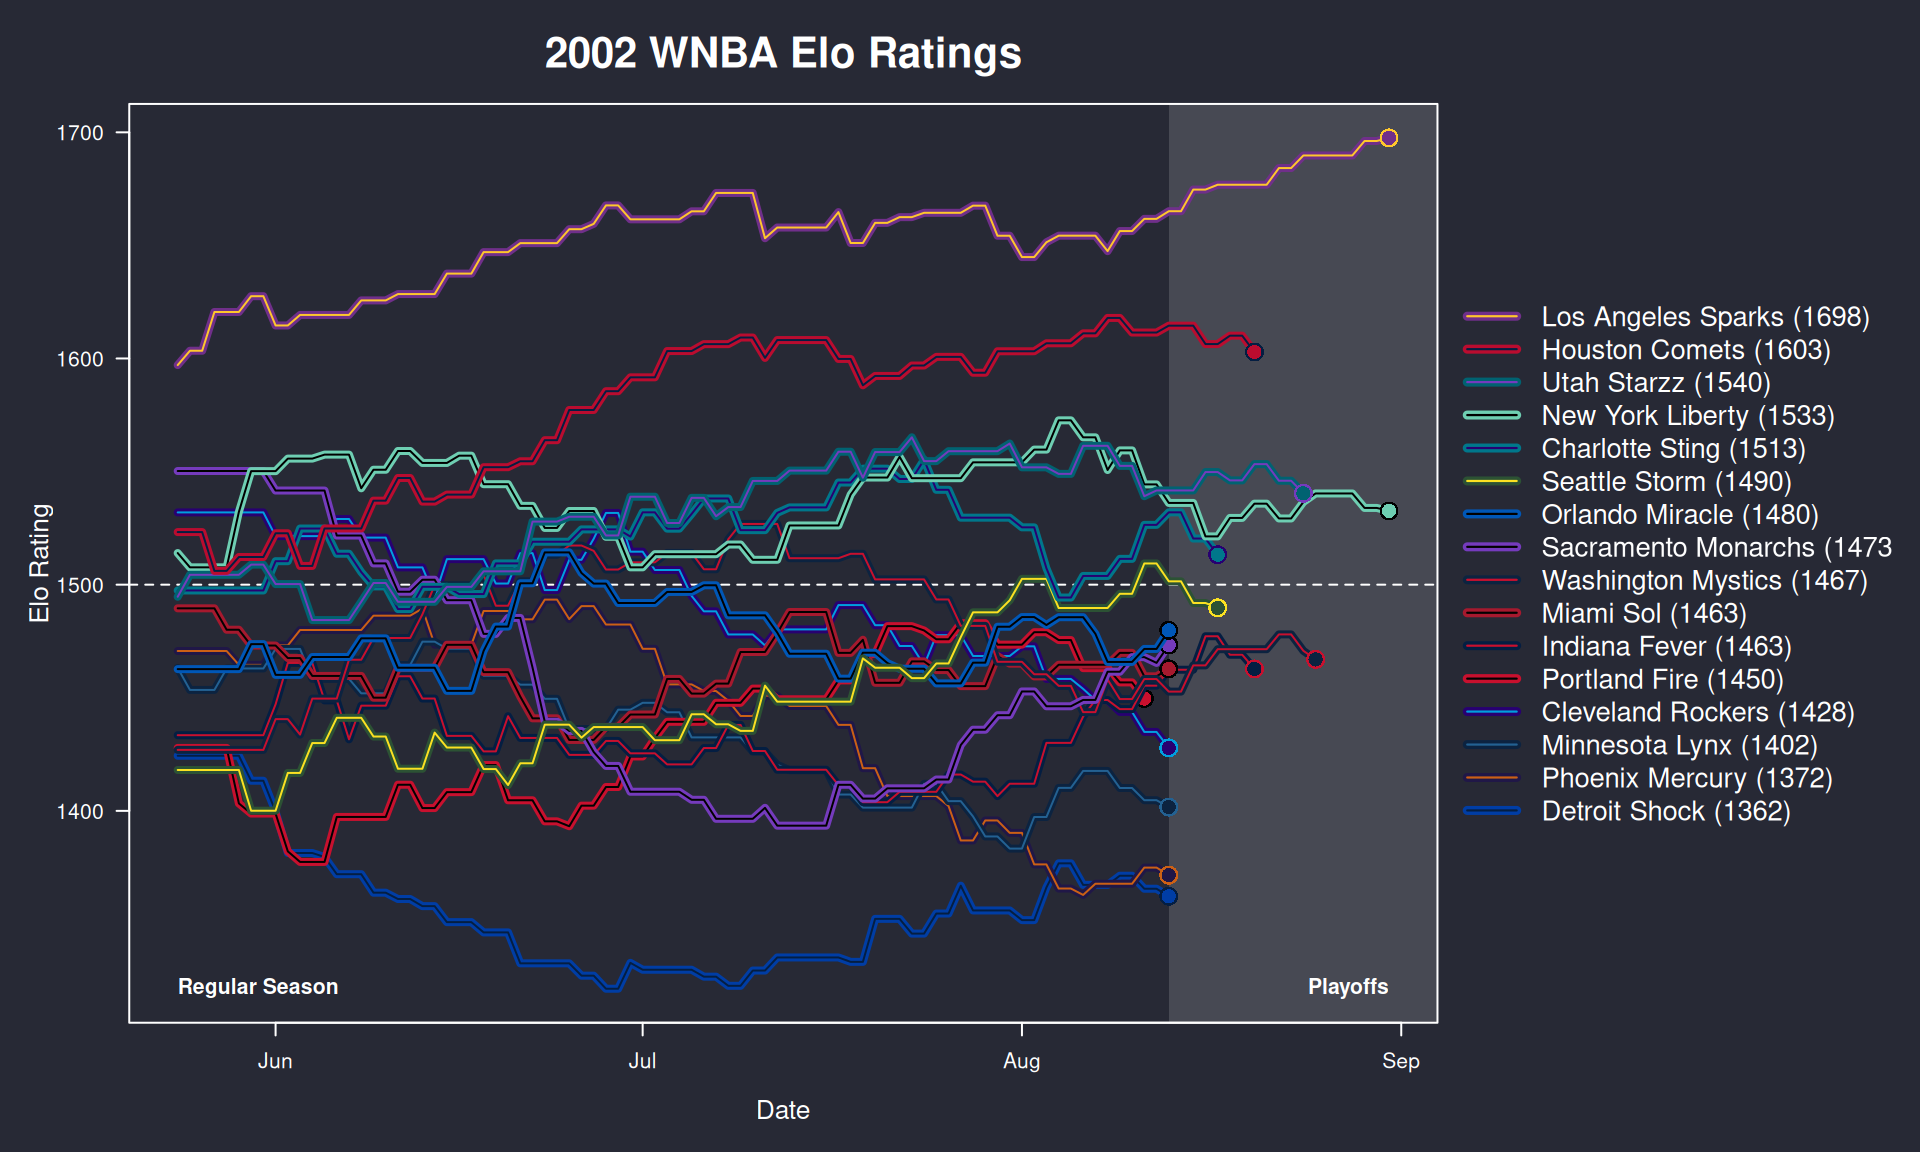 2002 WNBA Elo Ratings
1700
1600
1500
1400
Elo Rating
Regular Season
Playoffs
Jun
Jul
Aug
Sep
Date
Los Angeles Sparks (1698)
Houston Comets (1603)
Utah Starzz (1540)
New York Liberty (1533)
Charlotte Sting (1513)
Seattle Storm (1490)
Orlando Miracle (1480)
Sacramento Monarchs (1473
Washington Mystics (1467)
Miami Sol (1463)
Indiana Fever (1463)
Portland Fire (1450)
Cleveland Rockers (1428)
Minnesota Lynx (1402)
Phoenix Mercury (1372)
Detroit Shock (1362)